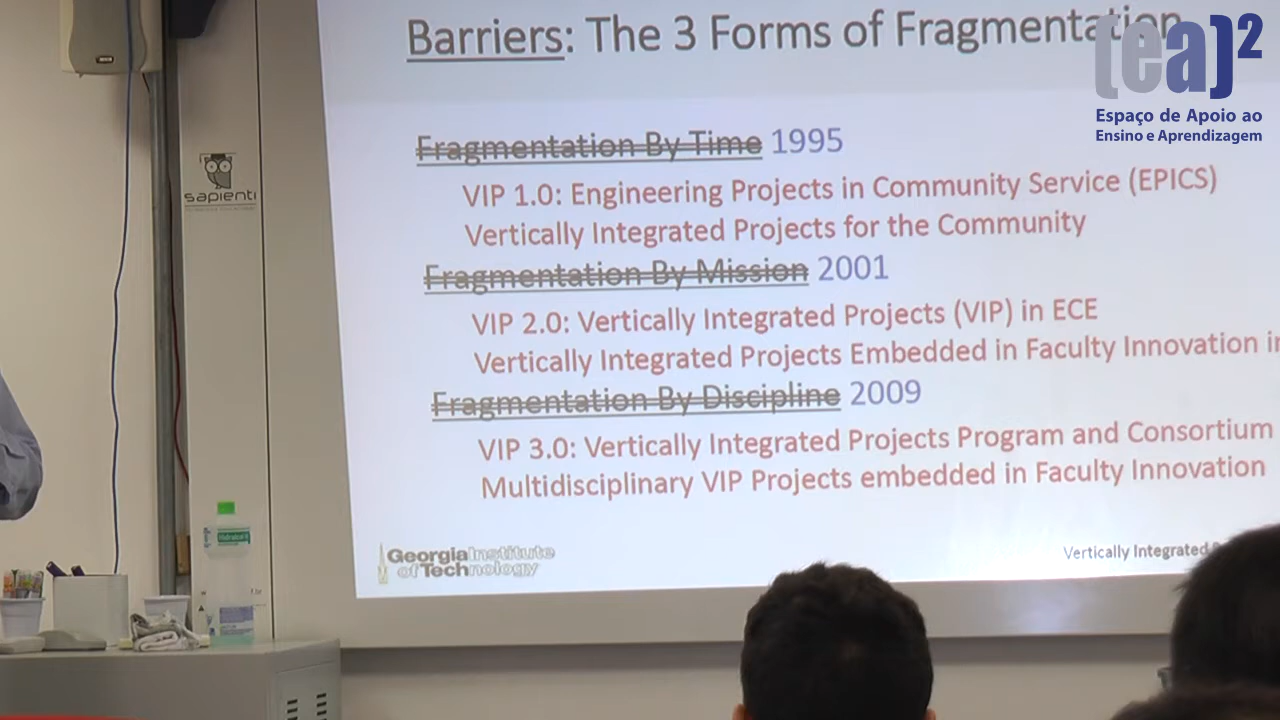 Barriers: The 3 Forms of Fragmentation
(ea)²
Espaço de Apoio ao
Ensino e Aprendizagem
Fragmentation By Time 1995
VIP 1.0: Engineering Projects in Community Service (EPICS)
Vertically Integrated Projects for the Community
Fragmentation By Mission 2001
VIP 2.0: Vertically Integrated Projects (VIP) in ECE
Vertically Integrated Projects Embedded in Faculty Innovation
Fragmentation By Discipline 2009
VIP 3.0: Vertically Integrated Projects Program and Consortium
Multidisciplinary VIP Projects embedded in Faculty Innovation
Georgia Institute
of Technology
Vertically Integrated
sapienti